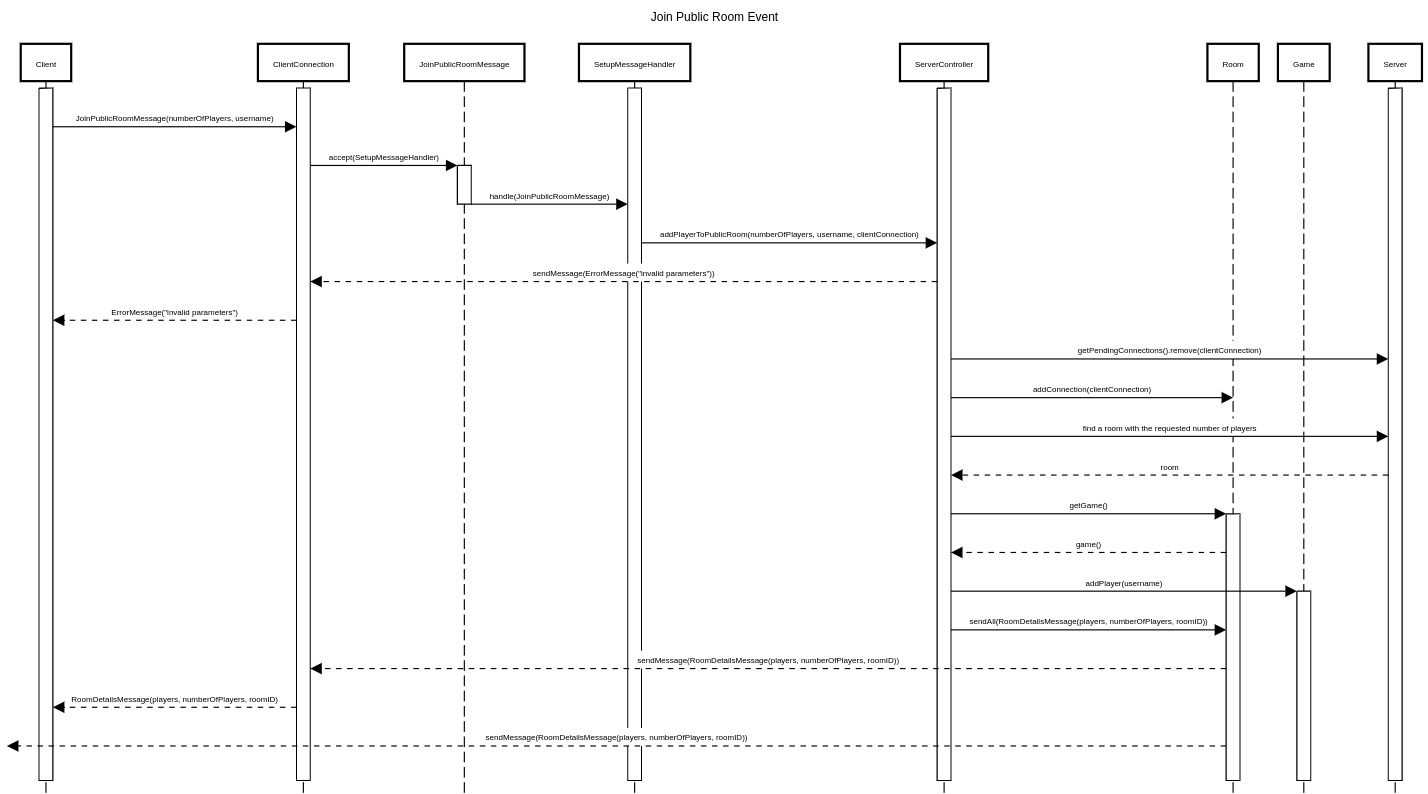 Join Public Room Event
Client
ClientConnection
JoinPublicRoomMessage
SetupMessageHandler
ServerController
Room
Game
Server
JoinPublicRoomMessage(numberOfPlayers, username)
accept(SetupMessageHandler)
handle(JoinPublicRoomMessage)
addPlayerToPublicRoom(numberOfPlayers, username, clientConnection)
sendMessage(ErrorMessage("invalid parameters"))
ErrorMessage("invalid parameters")
getPendingConnections().remove(clientConnection)
addConnection(clientConnection)
find a room with the requested number of players
room
getGame()
game()
addPlayer(username)
sendAll(RoomDetailsMessage(players, numberOfPlayers, roomID))
sendMessage(RoomDetailsMessage(players, numberOfPlayers, roomID))
RoomDetailsMessage(players, numberOfPlayers, roomID)
sendMessage(RoomDetailsMessage(players, numberOfPlayers, roomID))